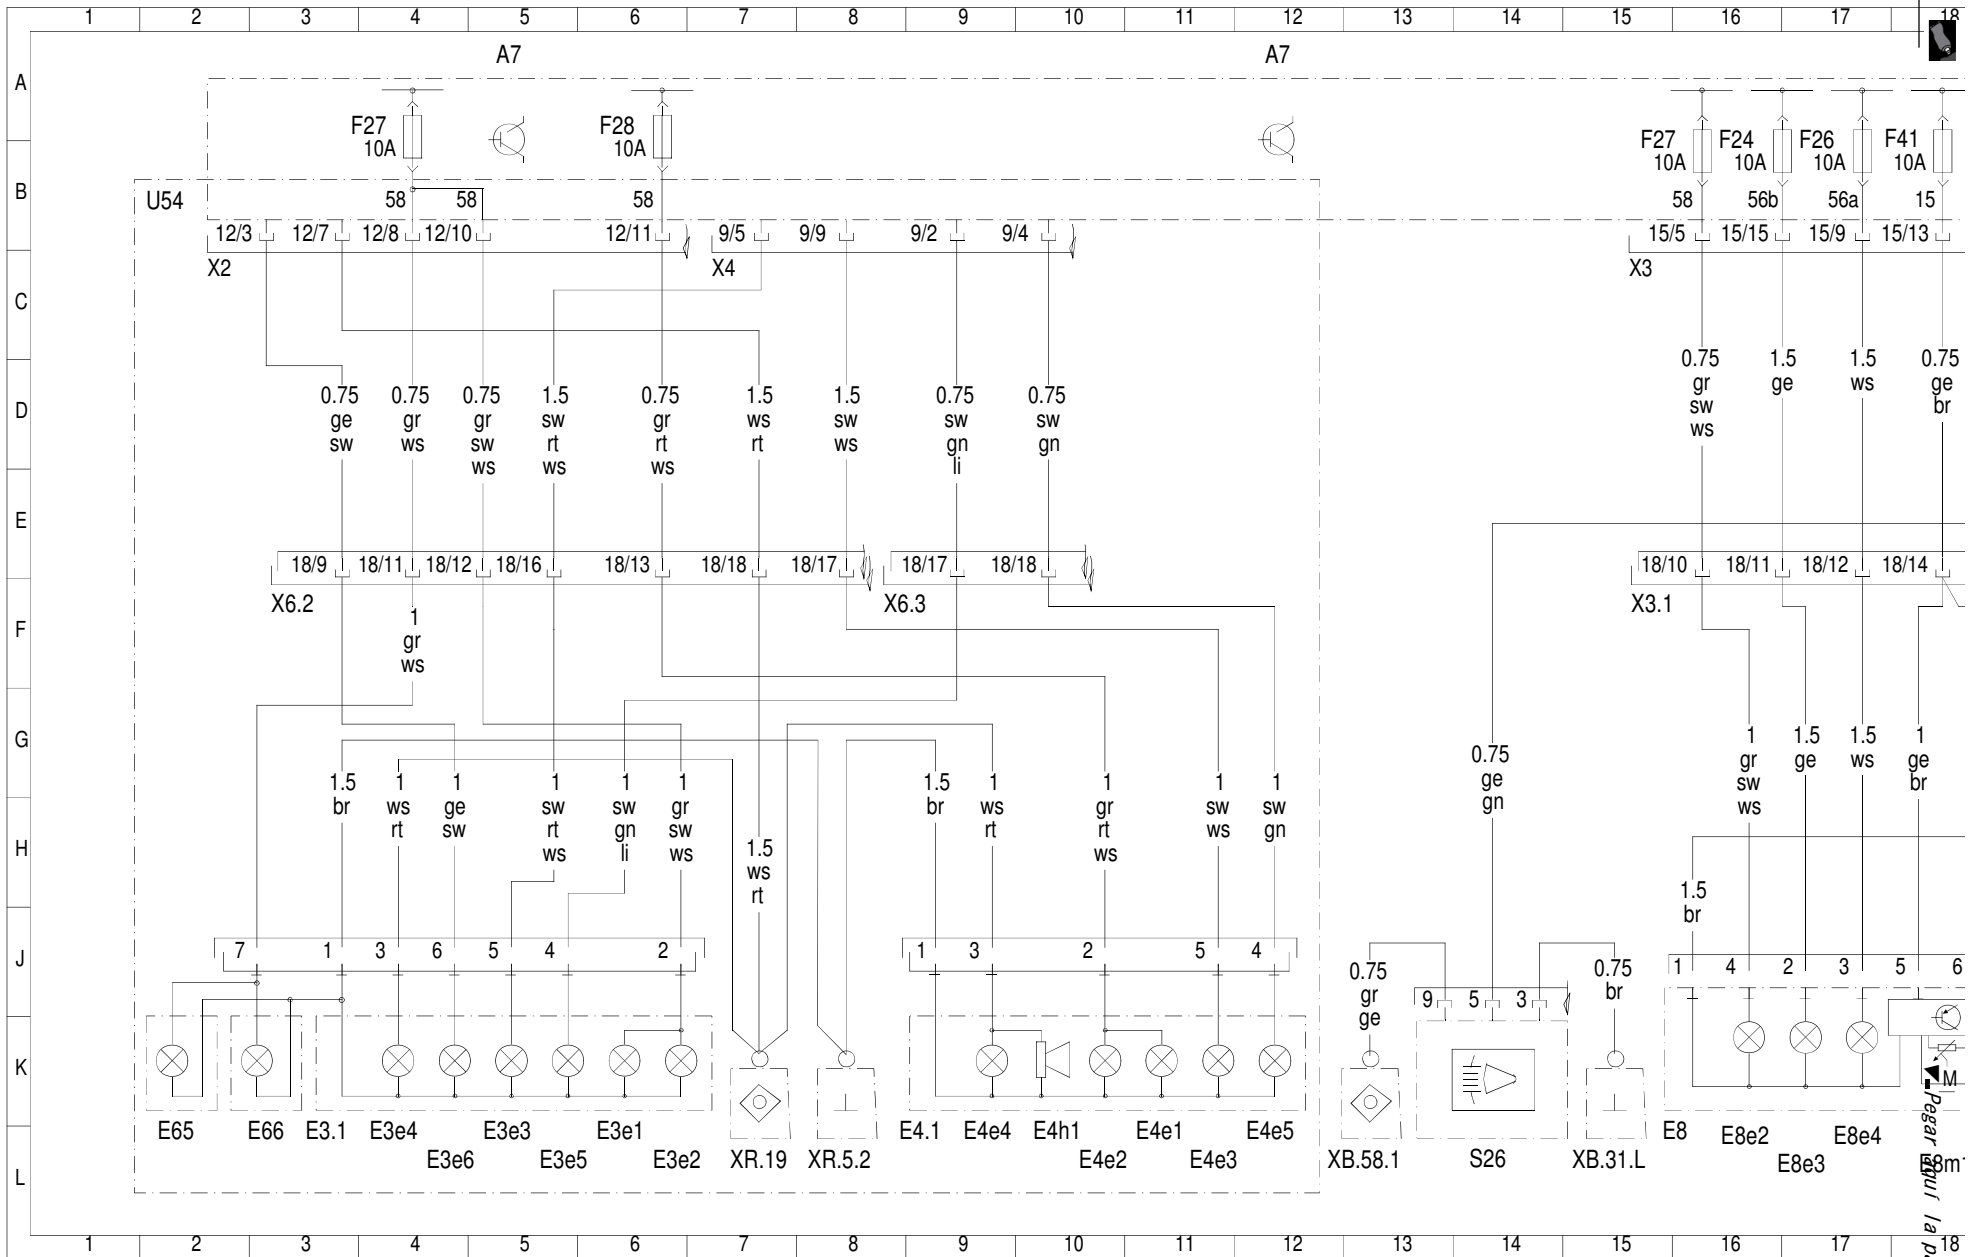 1 2 3 4 5 6 7 8 9 10 11 12 13 14 15 16 17 18
A7 A7
A
F27 F28 F27 F24 F26 F41
10A 10A 10A 10A 10A 10A
B
U54 58 58 58 58 56b 56a 15
12/3 12/7 12/8 12/10 12/11 9/5 9/9 9/2 9/4 15/5 15/15 15/9 15/13
X2 X4 X3
C
0.75 1.5 1.5 0.75
gr ge ws ge
sw br
ws
0.75 0.75 0.75 1.5 0.75 1.5 1.5 0.75 0.75
D
ge gr gr sw gr ws sw sw sw
sw ws sw rt rt rt ws gn gn
ws ws ws li
E
18/9 18/11 18/12 18/16 18/13 18/18 18/17 18/17 18/18 18/10 18/11 18/12 18/14
X6.2 X6.3 X3.1
F
1
gr
ws
G
1 1.5 1.5 1
gr ge ws ge
sw br
ws
0.75
ge
gn
1.5 1 1 1 1 1 1.5 1 1 1 1
br ws ge sw sw gr br ws gr sw sw
rt sw rt gn sw rt rt ws gn
ws li ws ws
H
1.5
ws
rt
1.5
br
J
7 1 3 6 5 4 2 1 3 2 5 4 1 4 2 3 5 6
0.75 0.75
gr br
ge
9 5 3
K
M
E65 E66 E3.1 E3e4 E3e3 E3e1 E4.1 E4e4 E4h1 E4e1 E4e5 E8 E8e2 E8e4
E3e6 E3e5 E3e2 XR.19 XR.5.2 E4e2 E4e3 XB.58.1 S26 XB.31.L E8e3
L
Pegar aquí la
1 2 3 4 5 6 7 8 9 10 11 12 13 14 15 16 17 18